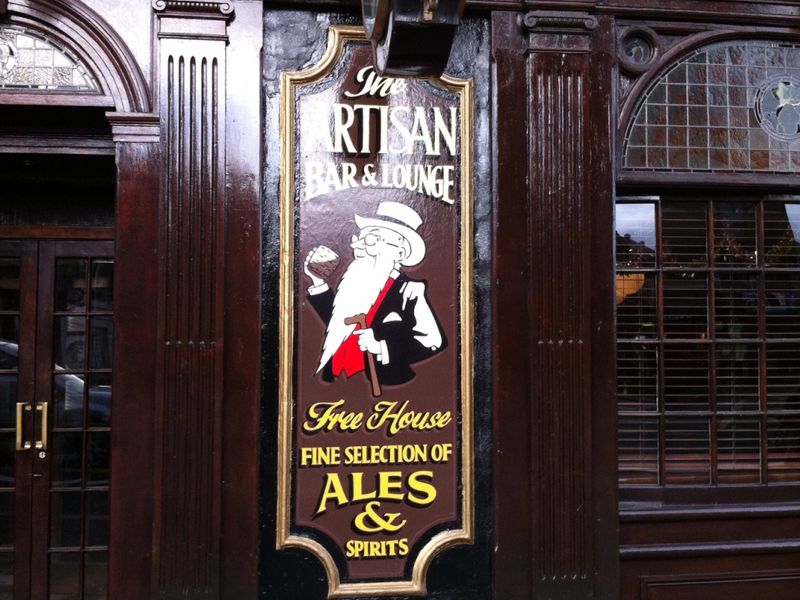 The
ARTISAN
BAR & LOUNGE
Free House
FINE SELECTION OF
ALES
&
SPIRITS